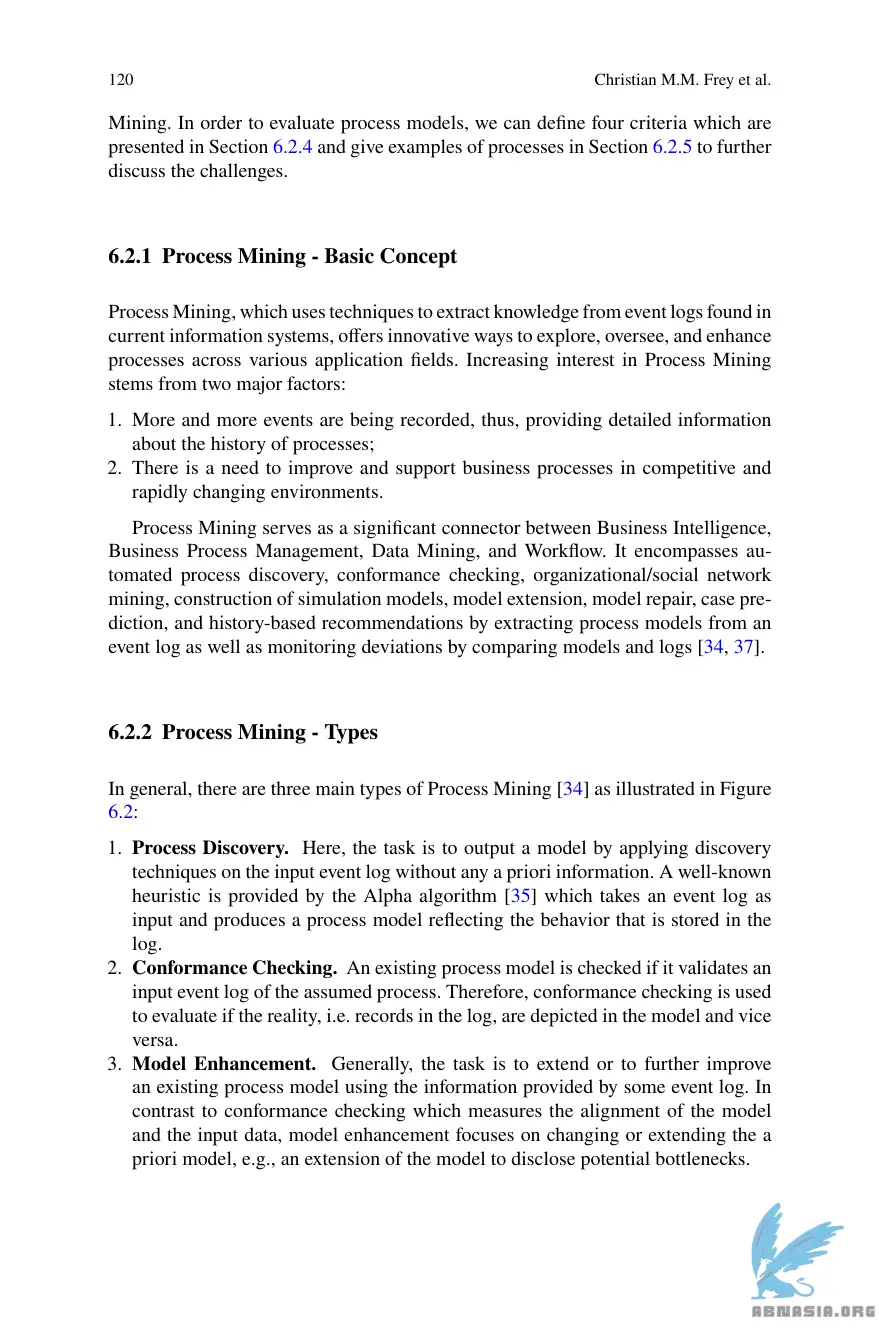 120
Christian M.M. Frey et al.
Mining. In order to evaluate process models, we can define four criteria which are
presented in Section 6.2.4 and give examples of processes in Section 6.2.5 to further
discuss the challenges.
6.2.1 Process Mining - Basic Concept
Process Mining, which uses techniques to extract knowledge from event logs found in
current information systems, offers innovative ways to explore, oversee, and enhance
processes across various application fields. Increasing interest in Process Mining
stems from two major factors:
1. More and more events are being recorded, thus, providing detailed information
about the history of processes;
2. There is a need to improve and support business processes in competitive and
rapidly changing environments.
Process Mining serves as a significant connector between Business Intelligence,
Business Process Management, Data Mining, and Workflow. It encompasses au-
tomated process discovery, conformance checking, organizational/social network
mining, construction of simulation models, model extension, model repair, case pre-
diction, and history-based recommendations by extracting process models from an
event log as well as monitoring deviations by comparing models and logs [34, 37].
6.2.2 Process Mining - Types
In general, there are three main types of Process Mining [34] as illustrated in Figure
6.2:
1. Process Discovery. Here, the task is to output a model by applying discovery
techniques on the input event log without any a priori information. A well-known
heuristic is provided by the Alpha algorithm [35] which takes an event log as
input and produces a process model reflecting the behavior that is stored in the
log.
2. Conformance Checking. An existing process model is checked if it validates an
input event log of the assumed process. Therefore, conformance checking is used
to evaluate if the reality, i.e. records in the log, are depicted in the model and vice
versa.
3. Model Enhancement. Generally, the task is to extend or to further improve
an existing process model using the information provided by some event log. In
contrast to conformance checking which measures the alignment of the model
and the input data, model enhancement focuses on changing or extending the a
priori model, e.g., an extension of the model to disclose potential bottlenecks.
ABNASIA.ORG